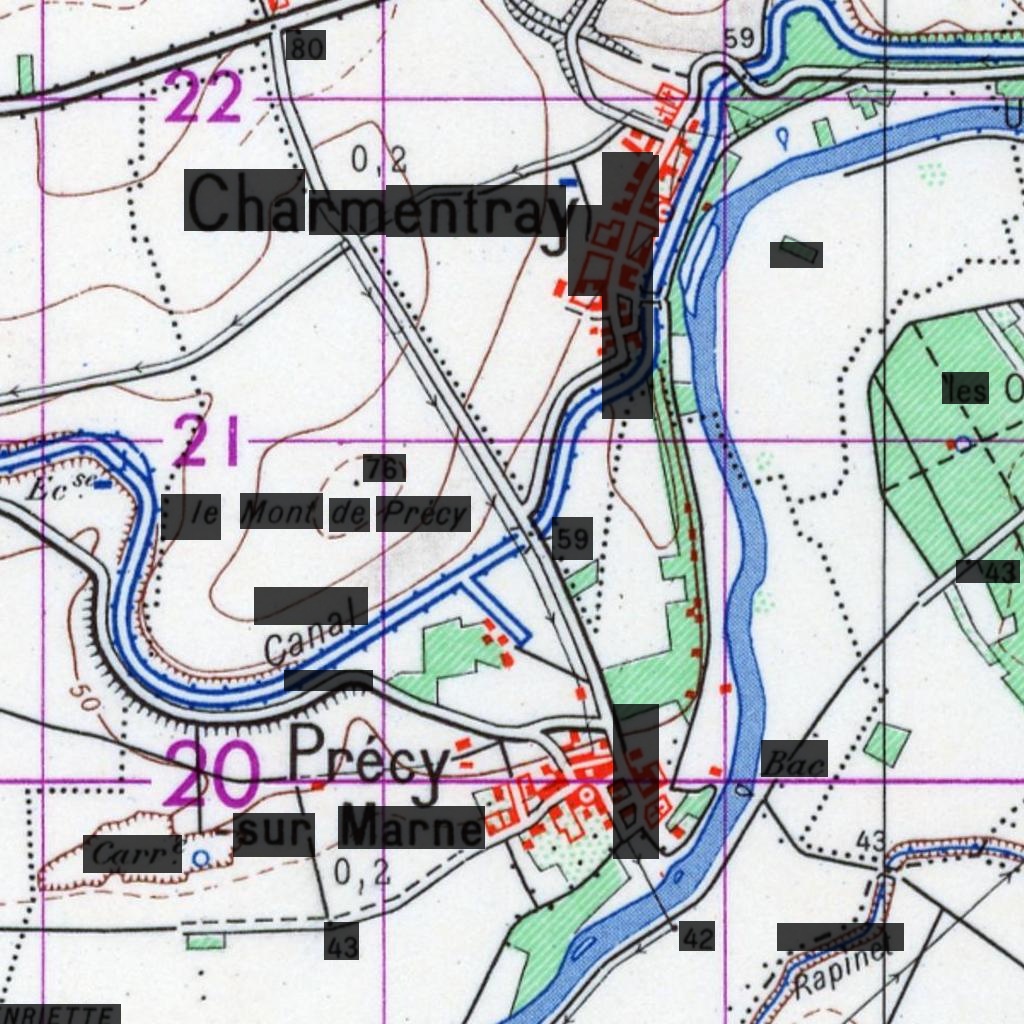 80
59
22
0,2
U
Charmentray
21
76
les O
Ec.se
le Mont de Précy
59
43
Canal
50
20
Précy
Bac
sur Marne
Carr.e
0,2
43
43
42
Rapinet
NRIETTE